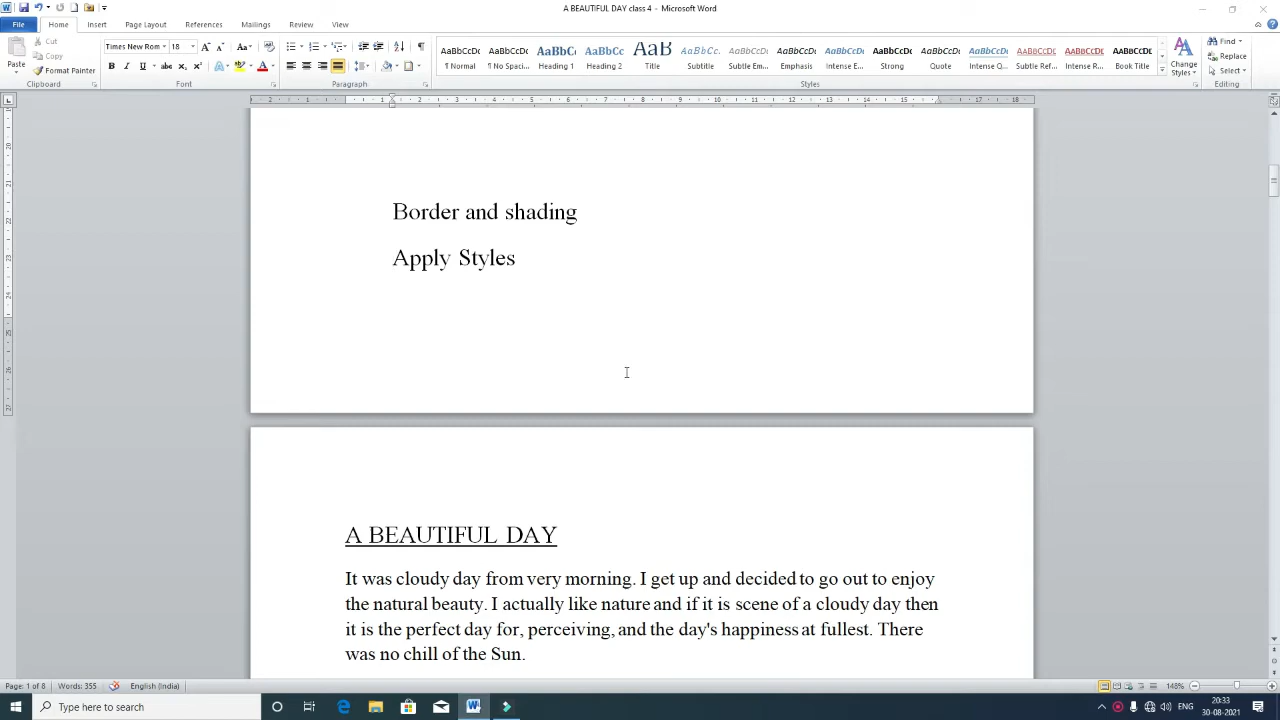 A BEAUTIFUL DAY class 4 - Microsoft Word
File Home Insert Page Layout References Mailings Review View
Cut
Copy
Format Painter
Paste
Clipboard
Times New Rom 18
Font
Paragraph
AaBbCcDc AaBbCcDc AaBbCc AaBbCc AaB AaBbCcDc AaBbCcDc AaBbCcDc AaBbCcDc AaBbCcDc AaBbCcDc AaBbCcDc AaBbCcDc AaBbCcDc AaBbCcDc
¶ Normal ¶ No Spaci... Heading 1 Heading 2 Title Subtitle Subtle Em... Emphasis Intense E... Strong Quote Intense Q... Subtle Ref... Intense R... Book Title
Styles
Change Styles
Find
Replace
Select
Editing
Border and shading
Apply Styles
A BEAUTIFUL DAY
It was cloudy day from very morning. I get up and decided to go out to enjoy
the natural beauty. I actually like nature and if it is scene of a cloudy day then
it is the perfect day for, perceiving, and the day's happiness at fullest. There
was no chill of the Sun.
Page: 1 of 8 Words: 355 English (India) 148%
Type here to search
ENG
20:33
30-08-2021